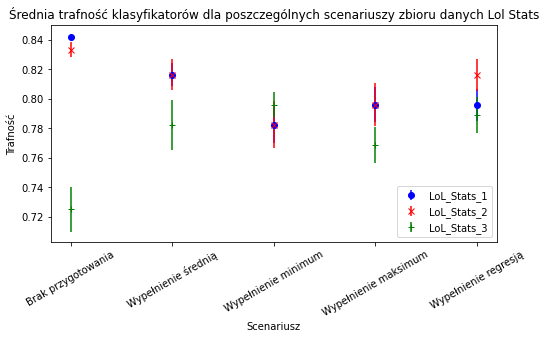 Średnia trafność klasyfikatorów dla poszczególnych scenariuszy zbioru danych Lol Stats
Trafność
0.84
0.82
0.80
0.78
0.76
0.74
0.72
LoL_Stats_1
LoL_Stats_2
LoL_Stats_3
Brak przygotowania
Wypełnienie średnią
Wypełnienie minimum
Wypełnienie maksimum
Wypełnienie regresją
Scenariusz